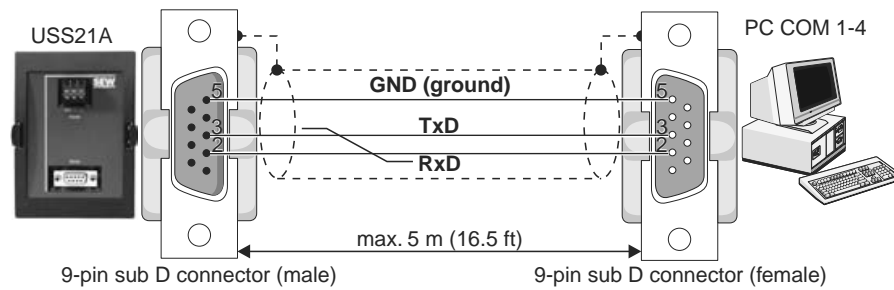 USS21A
PC COM 1-4
SEW
GND (ground)
5
5
TxD
3
3
2
2
RxD
max. 5 m (16.5 ft)
9-pin sub D connector (male)
9-pin sub D connector (female)